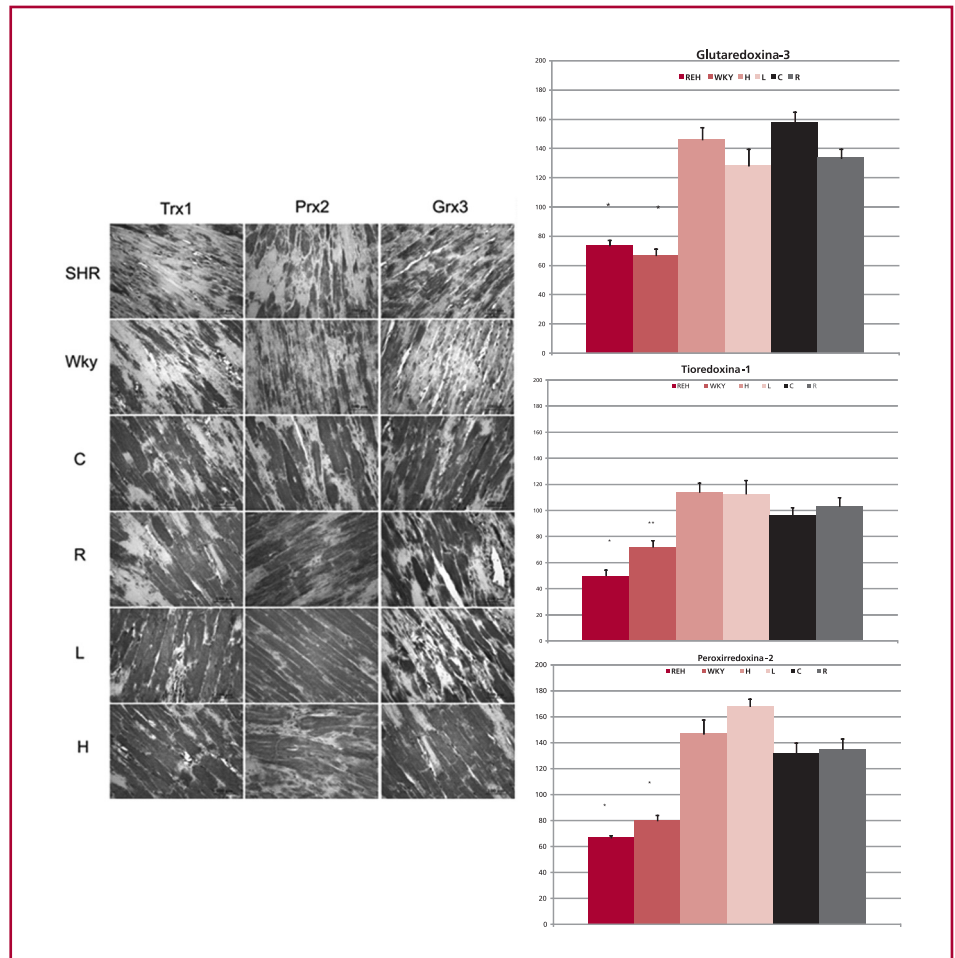 Trx1 Prx2 Grx3
SHR
Wky
C
R
L
H
Glutaredoxina-3
REH WKY H L C R
200
180
160
140
120
100
80
60
40
20
0
* *
Tioredoxina-1
REH WKY H L C R
200
180
160
140
120
100
80
60
40
20
0
* **
Peroxirredoxina-2
REH WKY H L C R
200
180
160
140
120
100
80
60
40
20
0
* *